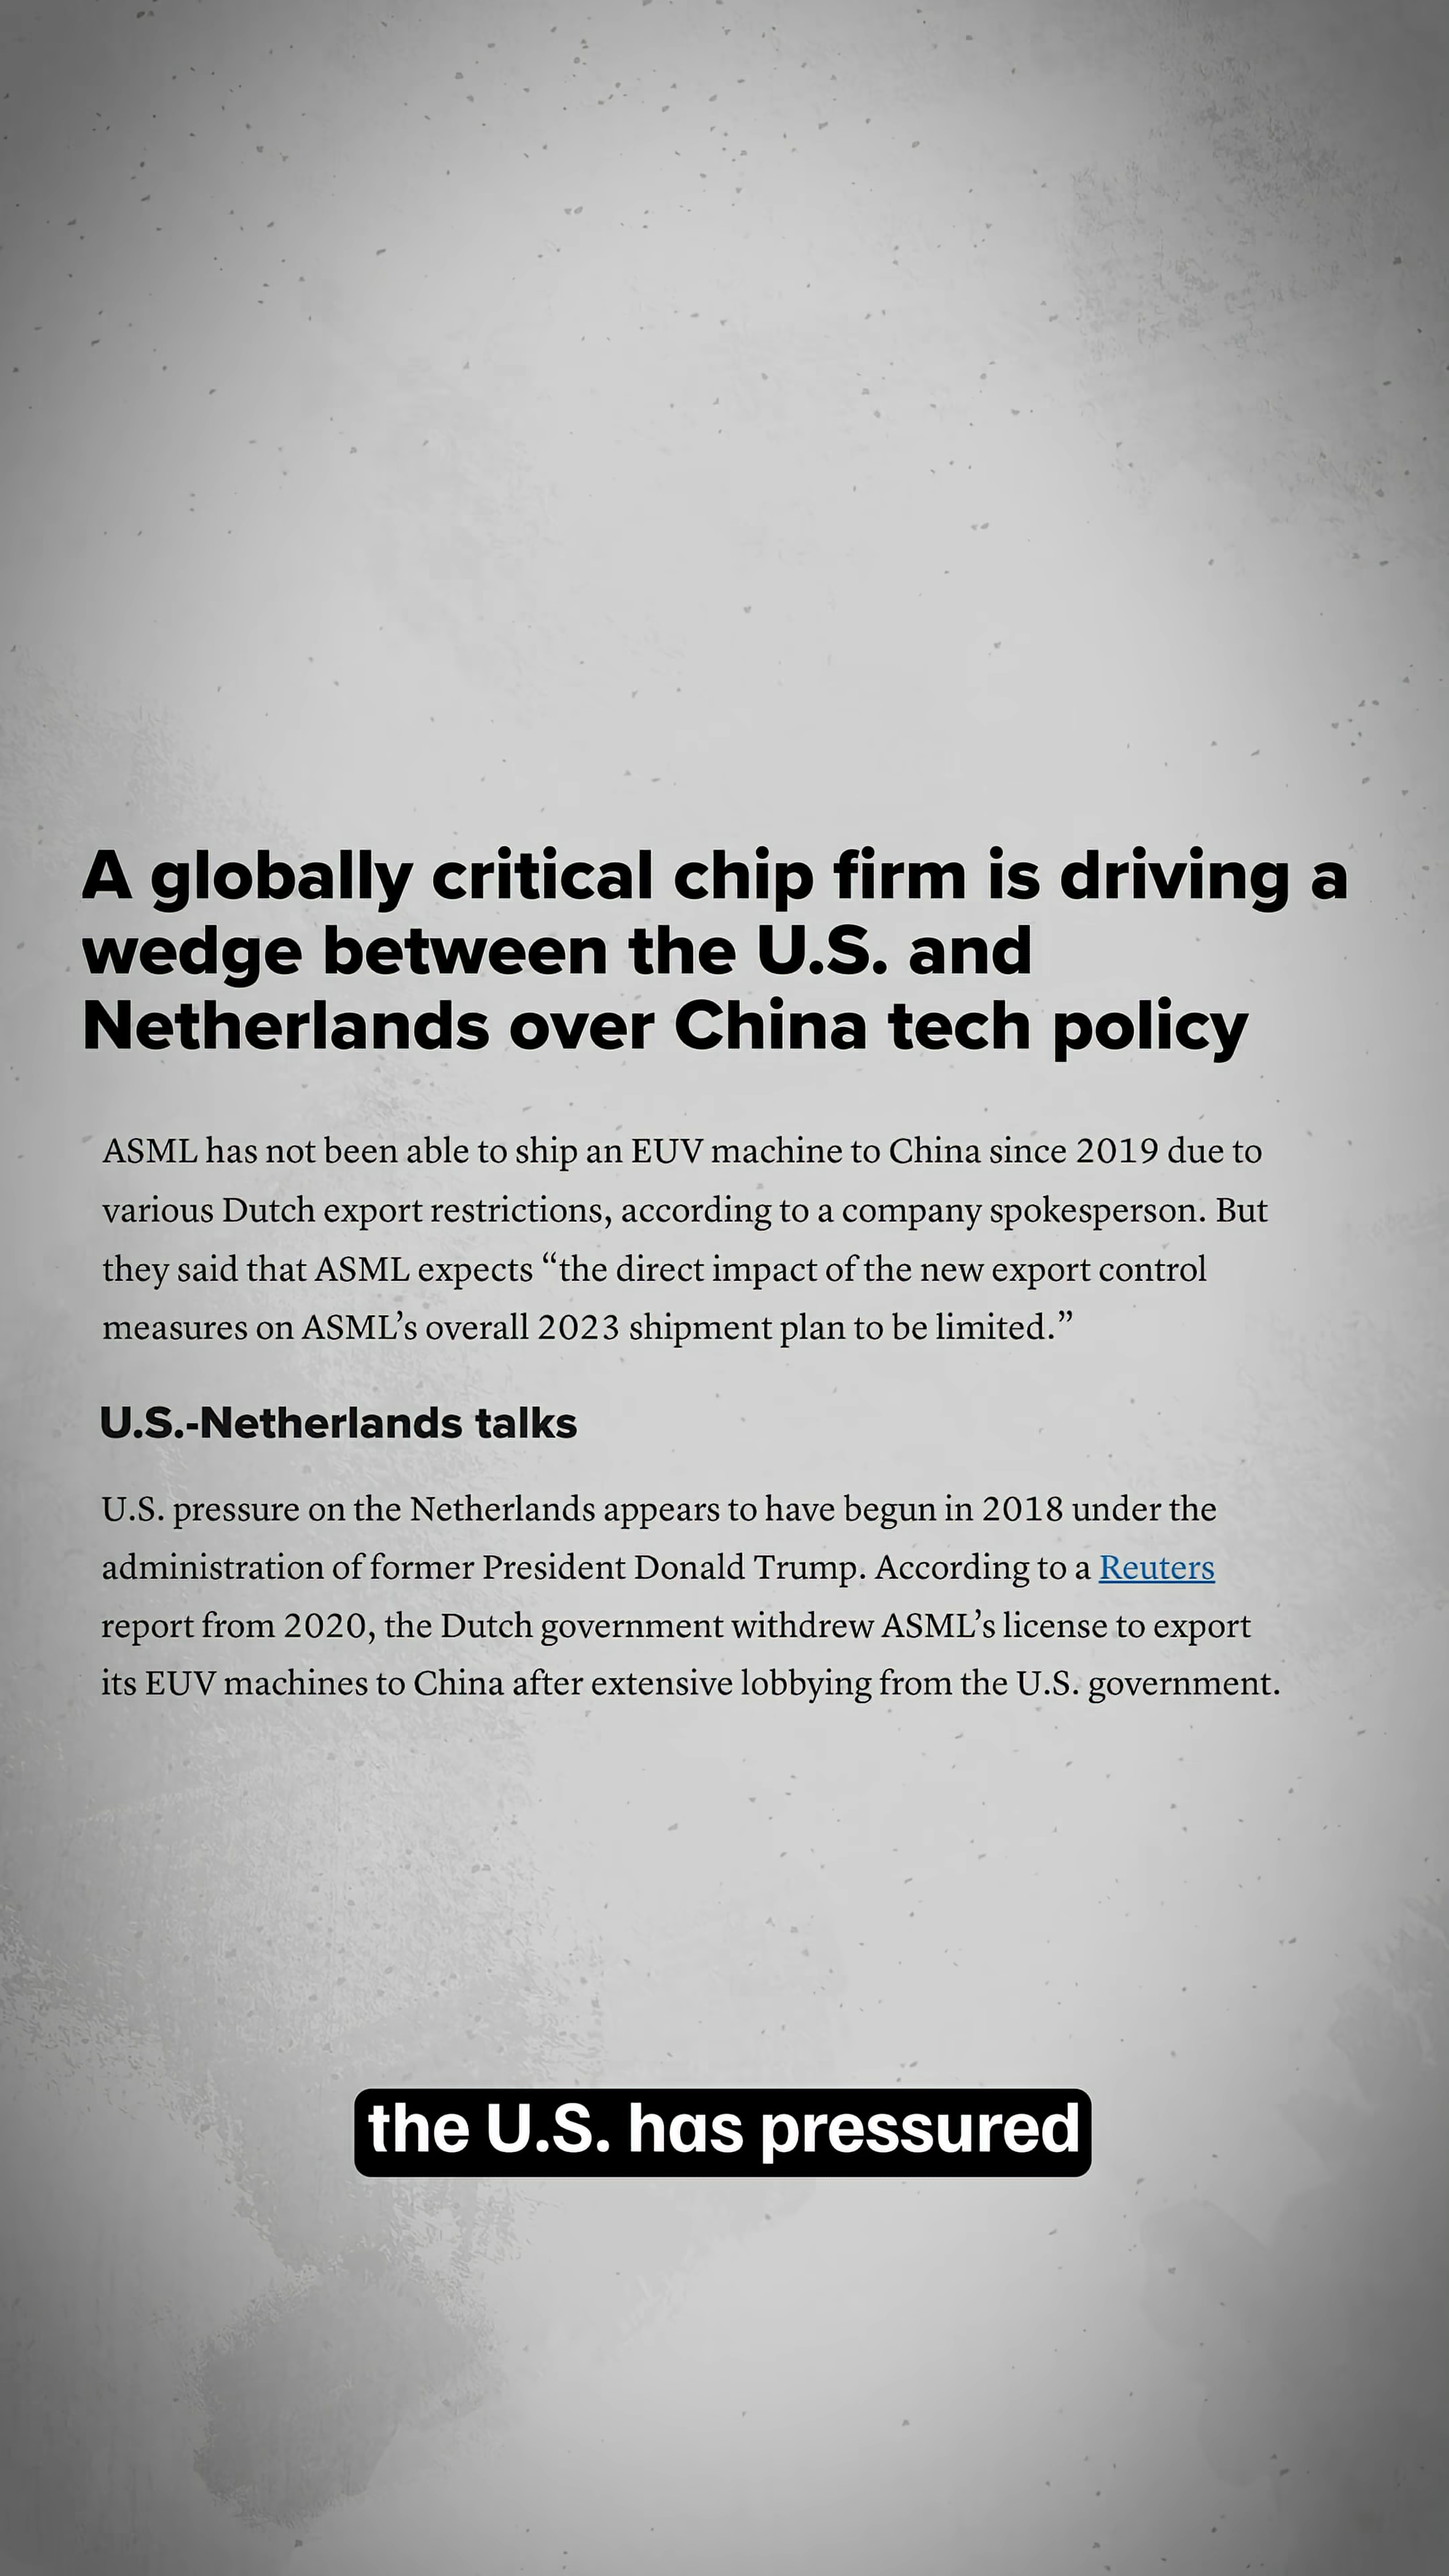 A globally critical chip firm is driving a
wedge between the U.S. and
Netherlands over China tech policy
ASML has not been able to ship an EUV machine to China since 2019 due to
various Dutch export restrictions, according to a company spokesperson. But
they said that ASML expects “the direct impact of the new export control
measures on ASML’s overall 2023 shipment plan to be limited.”
U.S.-Netherlands talks
U.S. pressure on the Netherlands appears to have begun in 2018 under the
administration of former President Donald Trump. According to a Reuters
report from 2020, the Dutch government withdrew ASML’s license to export
its EUV machines to China after extensive lobbying from the U.S. government.
the U.S. has pressured